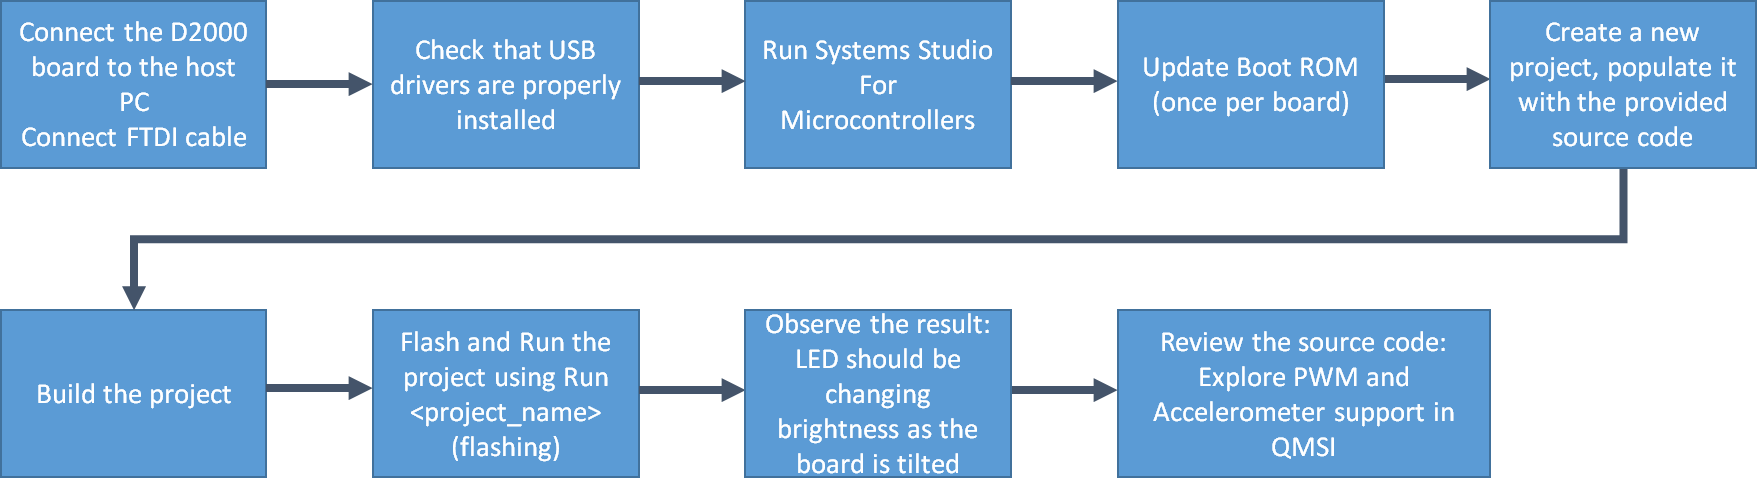 Connect the D2000
board to the host
PC
Connect FTDI cable
Check that USB
drivers are properly
installed
Run Systems Studio
For
Microcontrollers
Update Boot ROM
(once per board)
Create a new
project, populate it
with the provided
source code
Build the project
Flash and Run the
project using Run
<project_name>
(flashing)
Observe the result:
LED should be
changing
brightness as the
board is tilted
Review the source code:
Explore PWM and
Accelerometer support in
QMSI